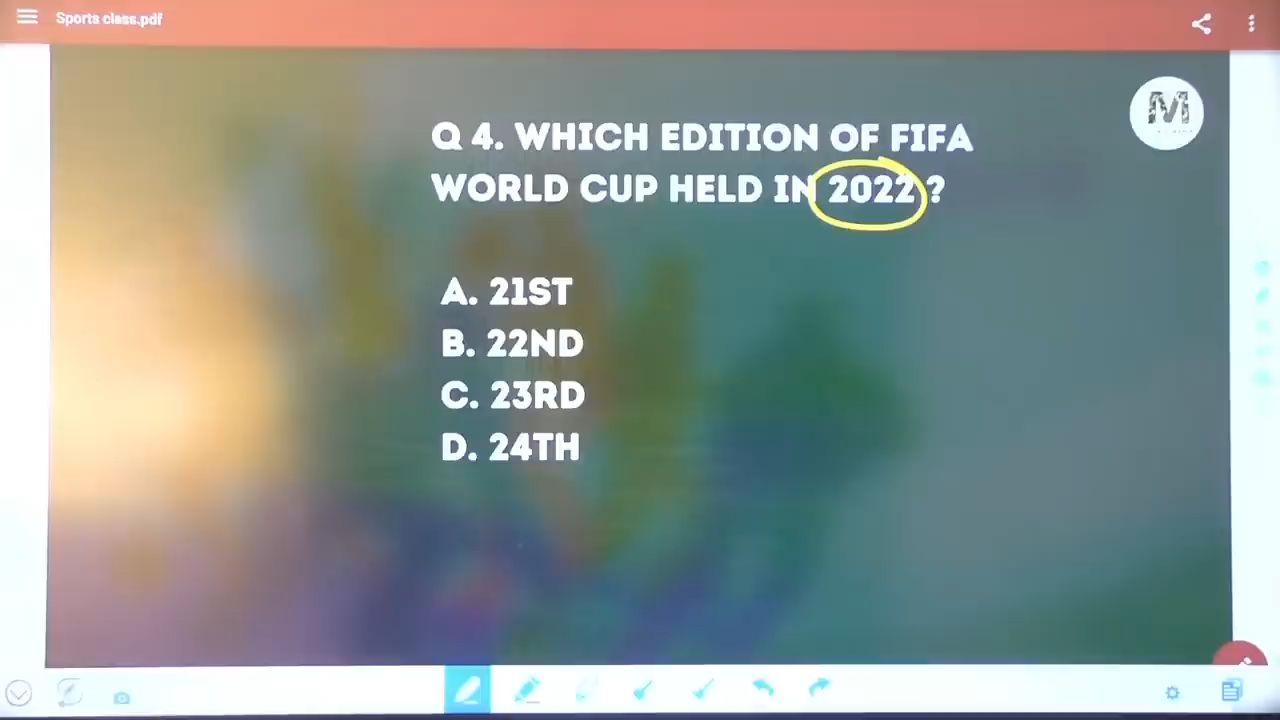 Sports class.pdf
M
Q 4. WHICH EDITION OF FIFA
WORLD CUP HELD IN 2022 ?
A. 21ST
B. 22ND
C. 23RD
D. 24TH